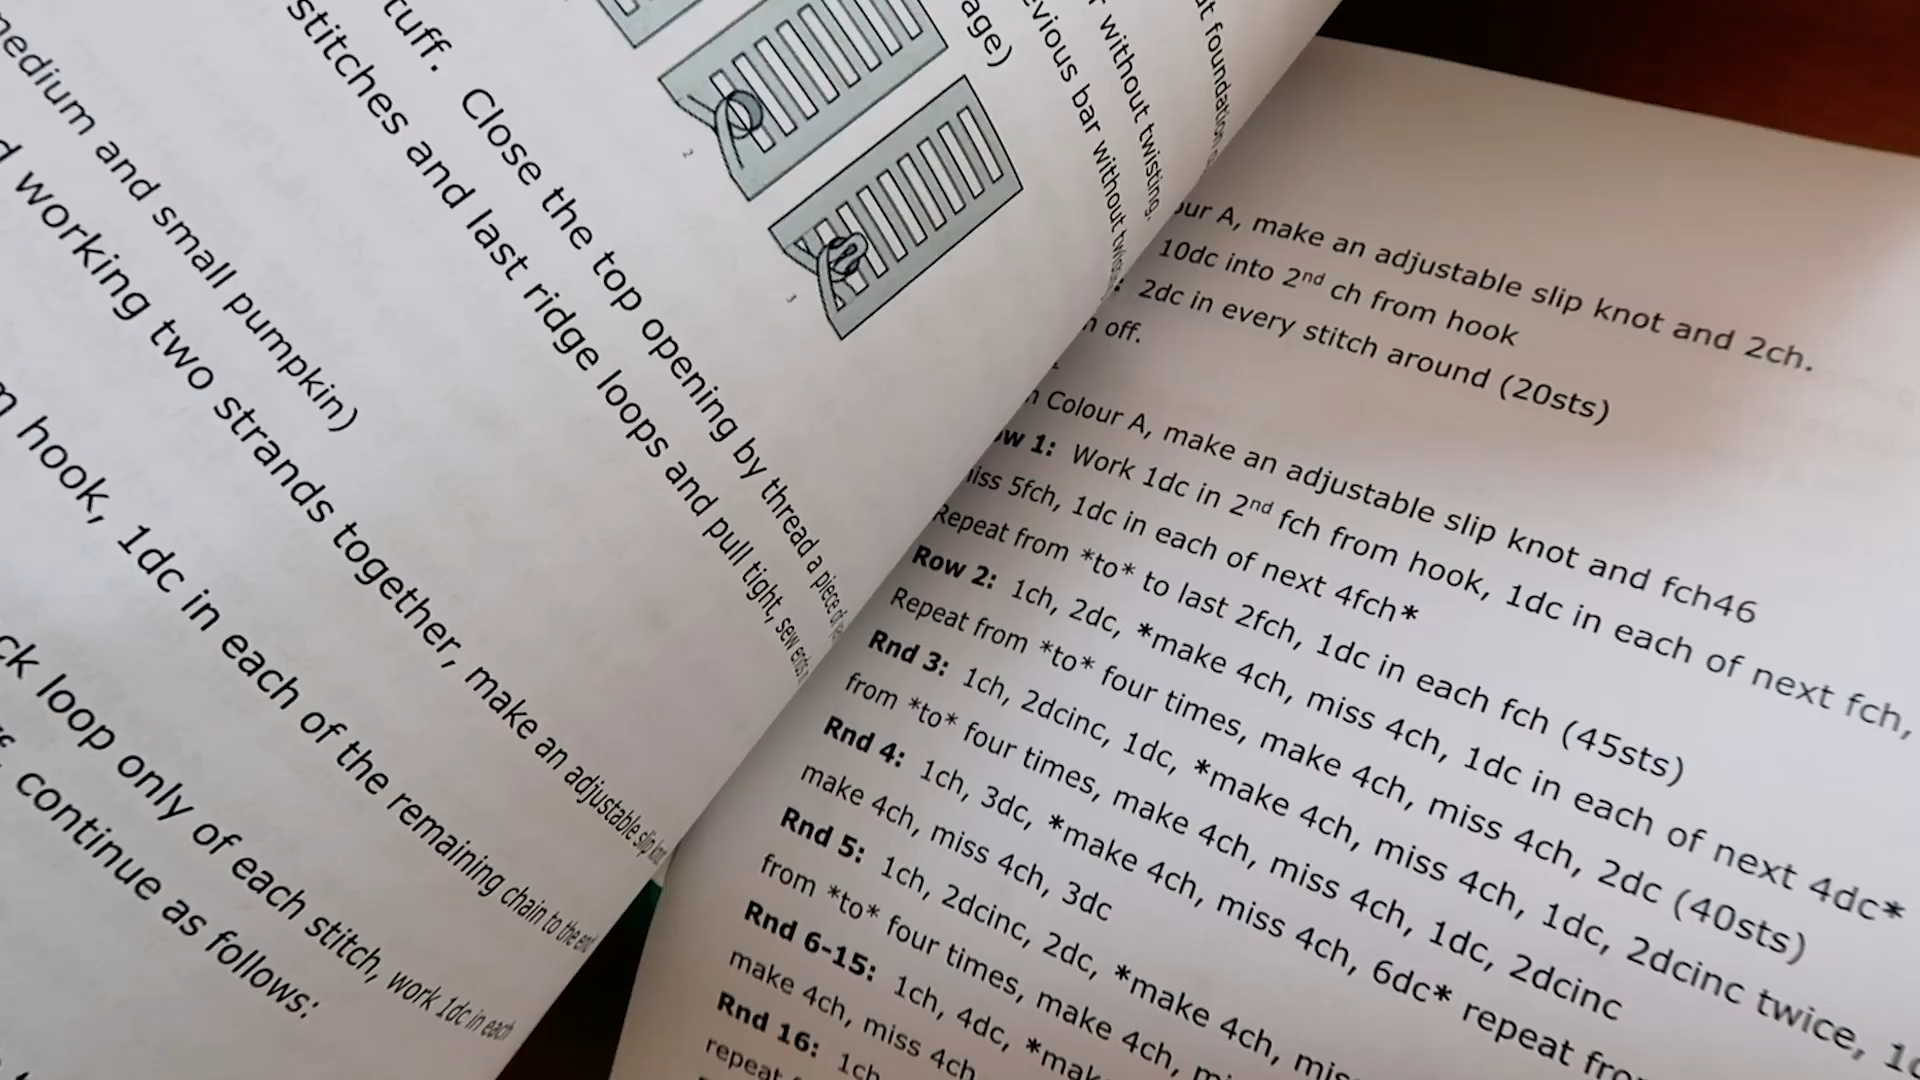 tuff. Close the top opening by thread a piece of
stitches and last ridge loops and pull tight, sew ends
medium and small pumpkin)
working two strands together, make an adjustable slip knot
hook, 1dc in each of the remaining chain to the end
ck loop only of each stitch, work 1dc in each
continue as follows:
2
3
age)
evious bar without
without twisting.
at foundation
our A, make an adjustable slip knot and 2ch.
10dc into 2nd ch from hook
: 2dc in every stitch around (20sts)
off.
Colour A, make an adjustable slip knot and fch46
ow 1: Work 1dc in 2nd fch from hook, 1dc in each of next fch,
iss 5fch, 1dc in each of next 4fch*
Repeat from *to* to last 2fch, 1dc in each fch (45sts)
Row 2: 1ch, 2dc, *make 4ch, miss 4ch, 1dc in each of next 4dc*
Repeat from *to* four times, make 4ch, miss 4ch, 2dc (40sts)
Rnd 3: 1ch, 2dcinc, 1dc, *make 4ch, miss 4ch, 1dc, 2dcinc twice,
from *to* four times, make 4ch, miss 4ch, 1dc, 2dcinc
Rnd 4: 1ch, 3dc, *make 4ch, miss 4ch, 6dc* repeat from
make 4ch, miss 4ch, 3dc
Rnd 5: 1ch, 2dcinc, 2dc, *make 4ch,
from *to* four times, make 4ch,
Rnd 6-15: 1ch, 4dc,
make 4ch, miss 4ch
Rnd 16: 1ch
repeat